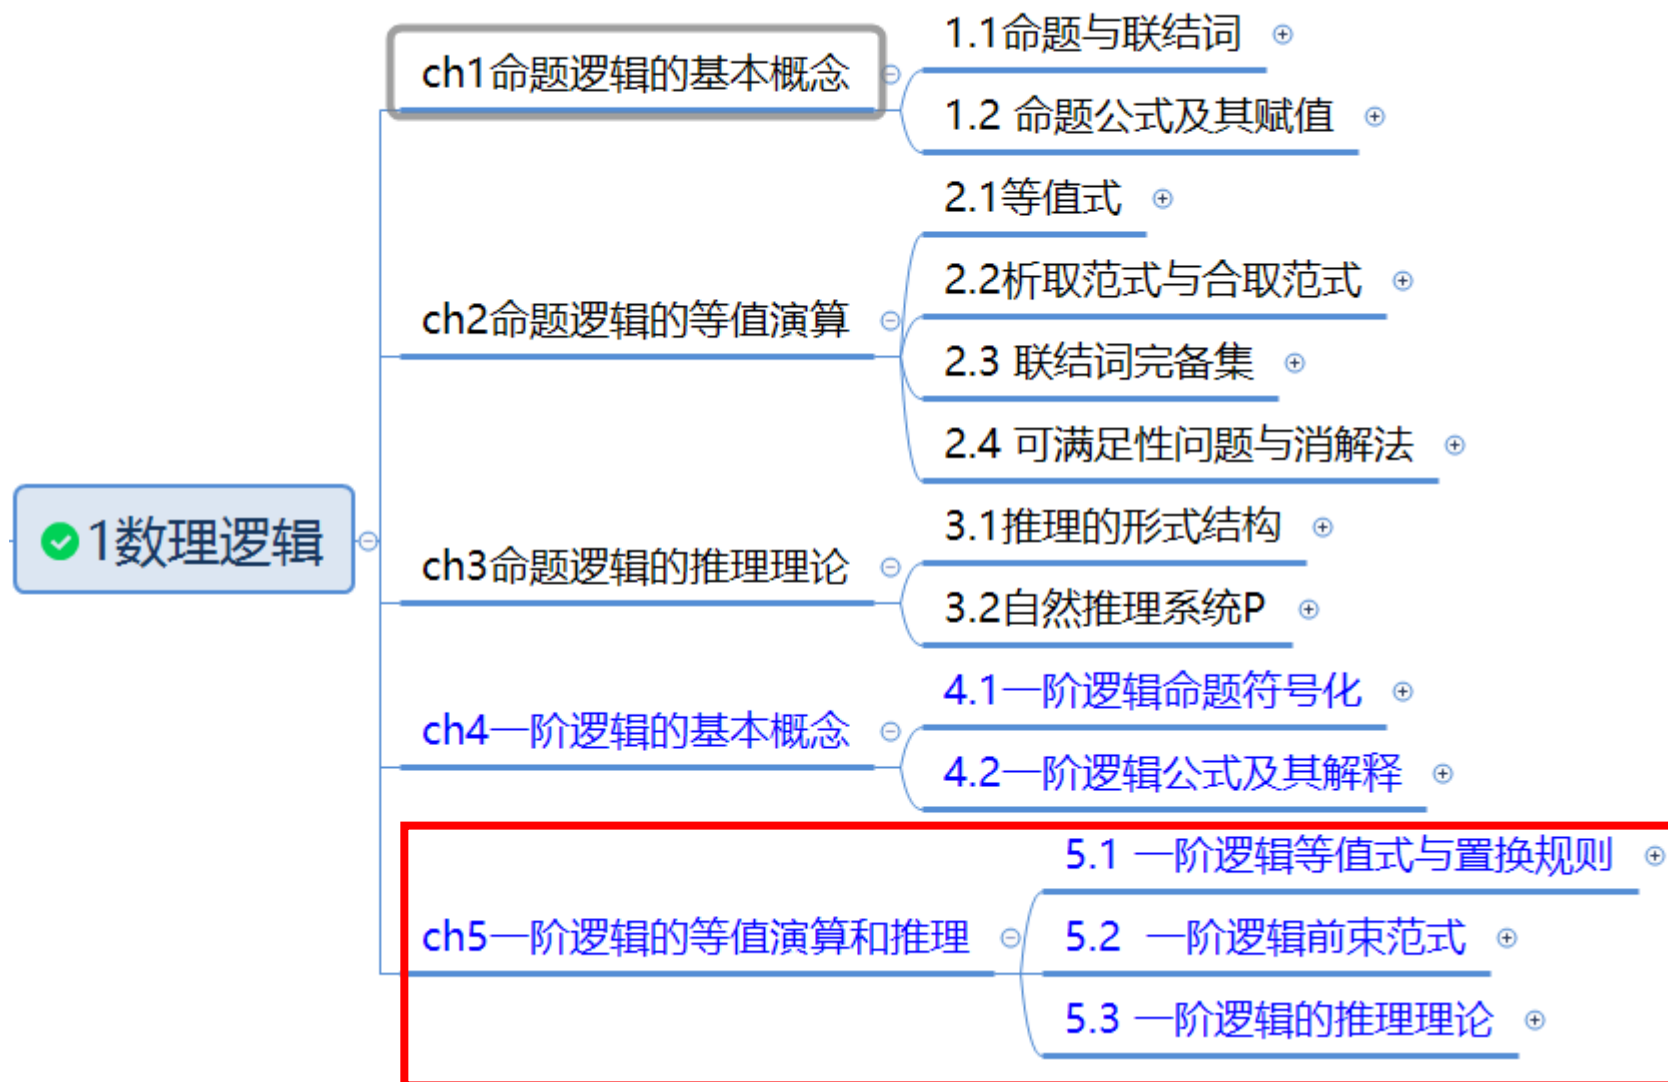 1数理逻辑
ch1命题逻辑的基本概念
1.1命题与联结词
1.2 命题公式及其赋值
ch2命题逻辑的等值演算
2.1等值式
2.2析取范式与合取范式
2.3 联结词完备集
2.4 可满足性问题与消解法
ch3命题逻辑的推理理论
3.1推理的形式结构
3.2自然推理系统P
ch4一阶逻辑的基本概念
4.1一阶逻辑命题符号化
4.2一阶逻辑公式及其解释
ch5一阶逻辑的等值演算和推理
5.1 一阶逻辑等值式与置换规则
5.2 一阶逻辑前束范式
5.3 一阶逻辑的推理理论